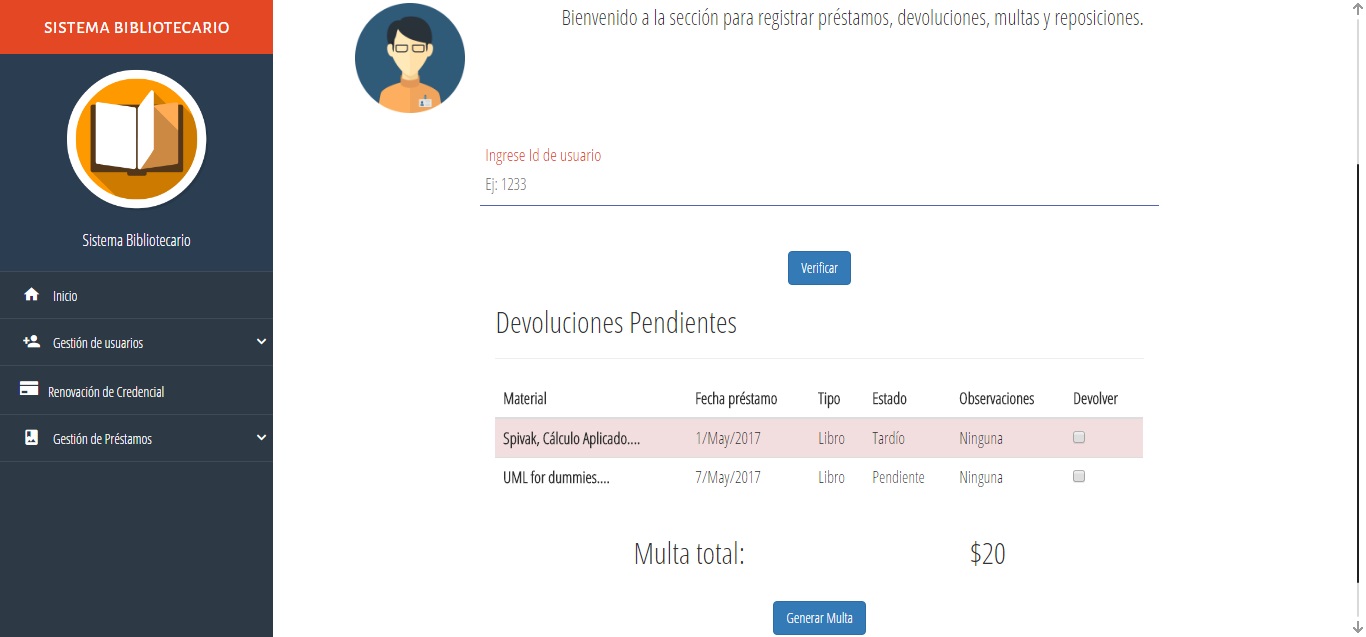 SISTEMA BIBLIOTECARIO
Sistema Bibliotecario
Inicio
Gestión de usuarios
Renovación de Credencial
Gestión de Préstamos
Bienvenido a la sección para registrar préstamos, devoluciones, multas y reposiciones.
Ingrese Id de usuario
Ej: 1233
Verificar
Devoluciones Pendientes
Material Fecha préstamo Tipo Estado Observaciones Devolver
Spivak, Cálculo Aplicado.... 1/May/2017 Libro Tardío Ninguna
UML for dummies.... 7/May/2017 Libro Pendiente Ninguna
Multa total: $20
Generar Multa